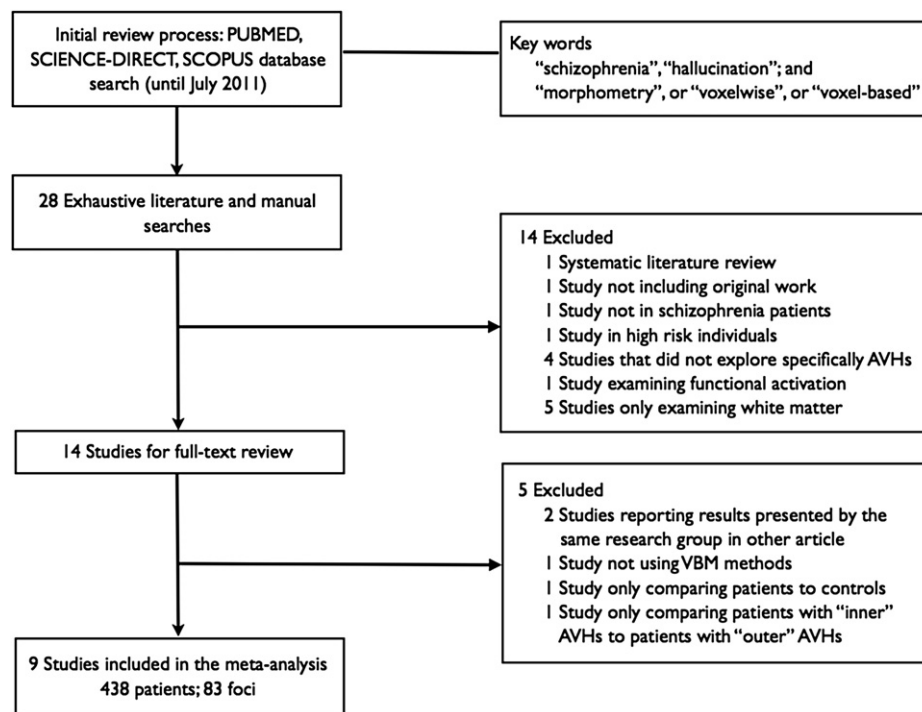 Initial review process: PUBMED,
SCIENCE-DIRECT, SCOPUS database
search (until July 2011)
Key words
"schizophrenia", "hallucination"; and
"morphometry", or "voxelwise", or "voxel-based"
28 Exhaustive literature and manual
searches
14 Excluded
1 Systematic literature review
1 Study not including original work
1 Study not in schizophrenia patients
1 Study in high risk individuals
4 Studies that did not explore specifically AVHs
1 Study examining functional activation
5 Studies only examining white matter
14 Studies for full-text review
5 Excluded
2 Studies reporting results presented by the
same research group in other article
1 Study not using VBM methods
1 Study only comparing patients to controls
1 Study only comparing patients with "inner"
AVHs to patients with "outer" AVHs
9 Studies included in the meta-analysis
438 patients; 83 foci